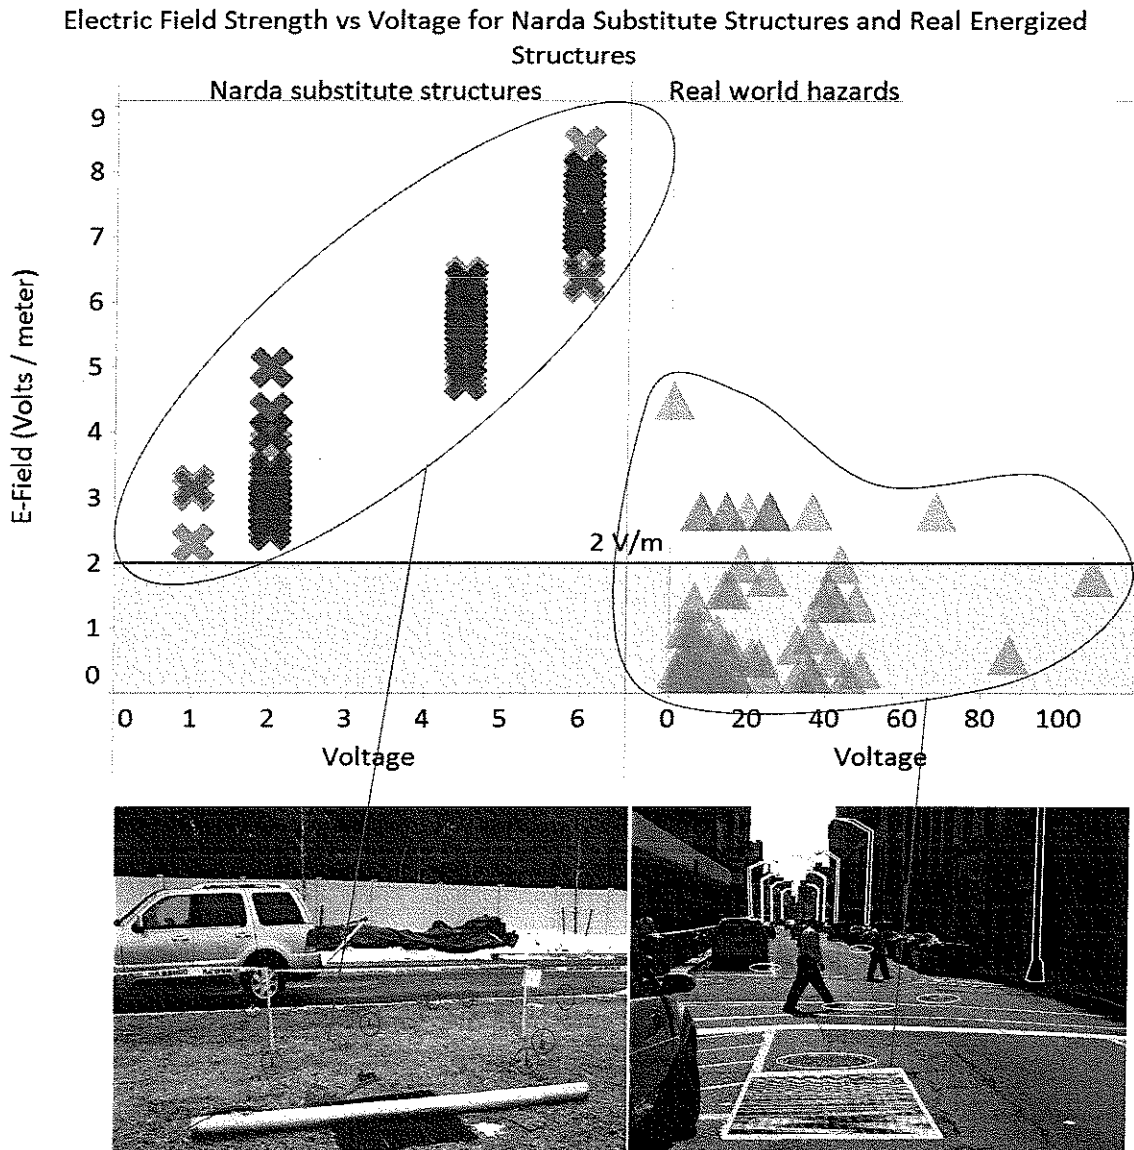 Electric Field Strength vs Voltage for Narda Substitute Structures and Real Energized
Structures
Narda substitute structures
Real world hazards
E-Field (Volts / meter)
9
8
7
6
5
4
3
2
1
0
2 V/m
0 1 2 3 4 5 6
Voltage
0 20 40 60 80 100
Voltage